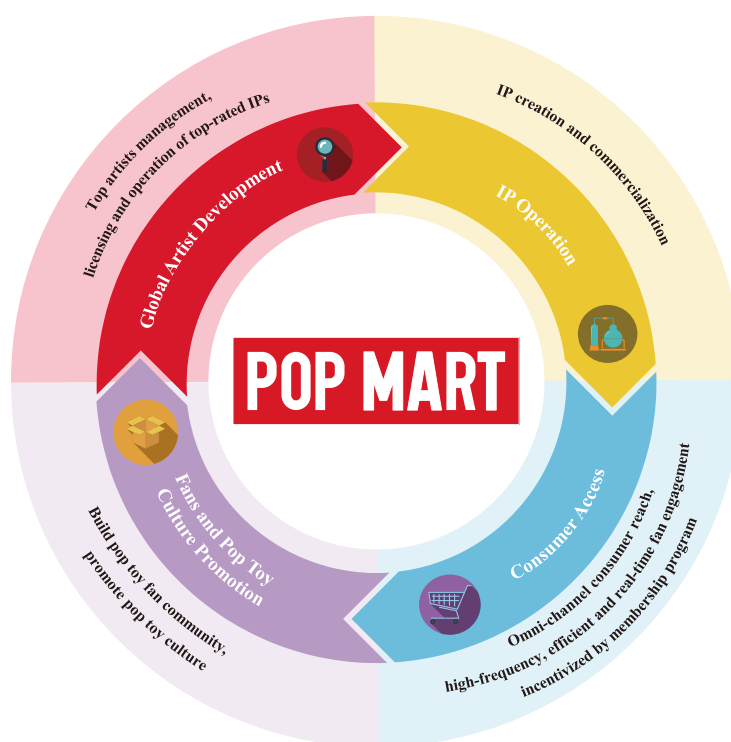 Top artists management,
licensing and operation of top-rated IPs
Global Artist Development
IP creation and commercialization
IP Operation
POP MART
Consumer Access
Omni-channel consumer reach,
high-frequency, efficient and real-time fan engagement
incentivized by membership program
Fans and Pop Toy
Culture Promotion
Build pop toy fan community,
promote pop toy culture